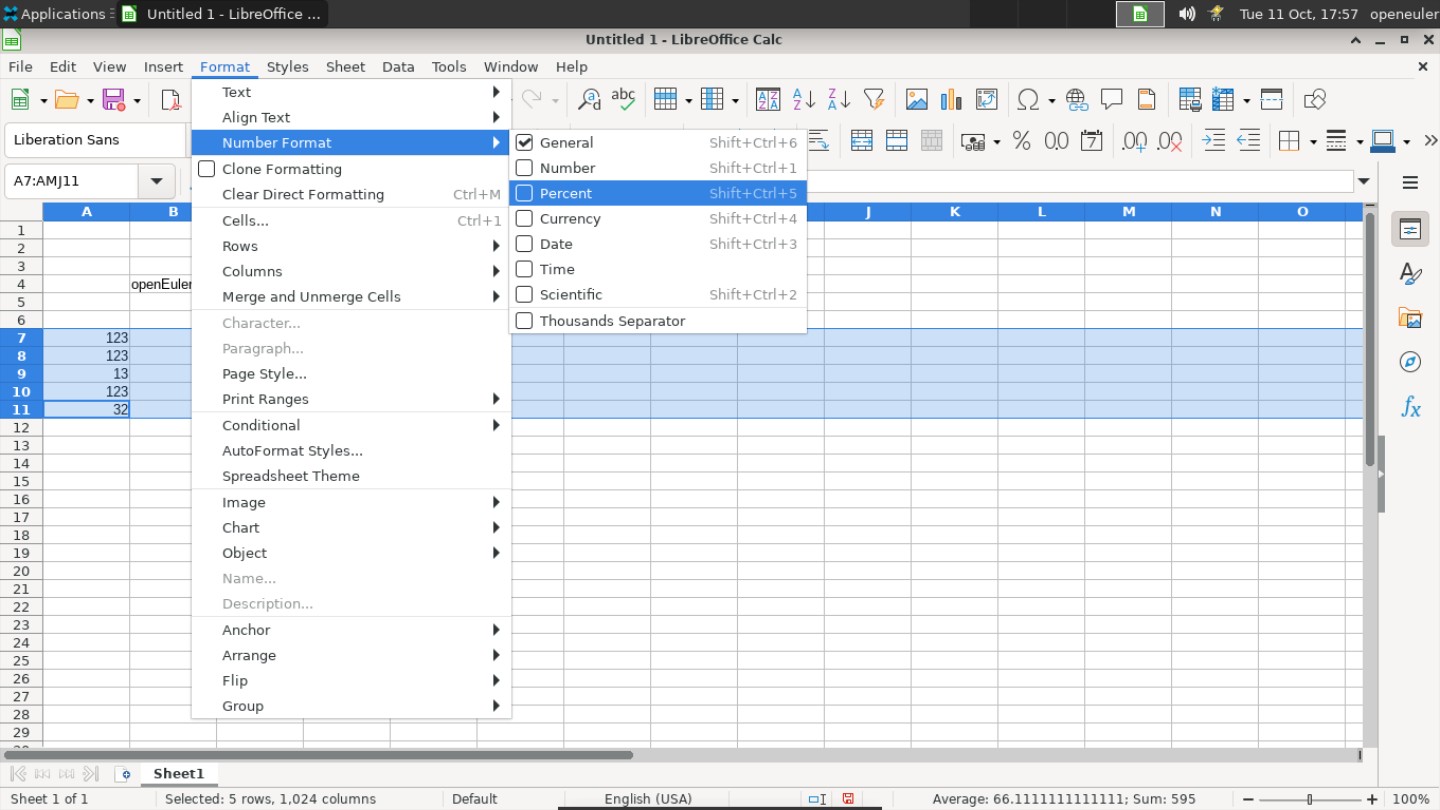 Applications
Untitled 1 - LibreOffice ...
Tue 11 Oct, 17:57
openeuler
Untitled 1 - LibreOffice Calc
File
Edit
View
Insert
Format
Styles
Sheet
Data
Tools
Window
Help
Liberation Sans
A7:AMJ11
Text
Align Text
Number Format
Clone Formatting
Clear Direct Formatting Ctrl+M
Cells... Ctrl+1
Rows
Columns
Merge and Unmerge Cells
Character...
Paragraph...
Page Style...
Print Ranges
Conditional
AutoFormat Styles...
Spreadsheet Theme
Image
Chart
Object
Name...
Description...
Anchor
Arrange
Flip
Group
General Shift+Ctrl+6
Number Shift+Ctrl+1
Percent Shift+Ctrl+5
Currency Shift+Ctrl+4
Date Shift+Ctrl+3
Time
Scientific Shift+Ctrl+2
Thousands Separator
A B J K L M N O
1
2
3
4 openEuler
5
6
7 123
8 123
9 13
10 123
11 32
12
13
14
15
16
17
18
19
20
21
22
23
24
25
26
27
28
29
Sheet1
Sheet 1 of 1
Selected: 5 rows, 1,024 columns
Default
English (USA)
Average: 66.1111111111111; Sum: 595
100%